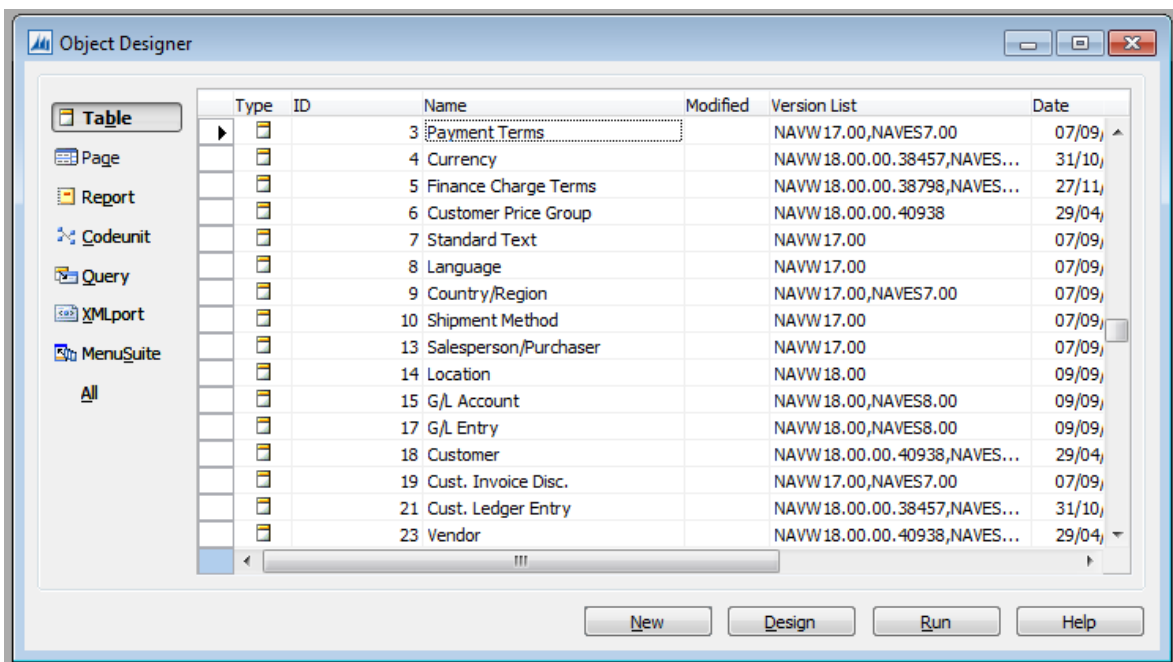 Object Designer
Table
Page
Report
Codeunit
Query
XMLport
MenuSuite
All
Type ID Name Modified Version List Date
3 Payment Terms NAVW17.00,NAVES7.00 07/09/
4 Currency NAVW18.00.00.38457,NAVES... 31/10/
5 Finance Charge Terms NAVW18.00.00.38798,NAVES... 27/11/
6 Customer Price Group NAVW18.00.00.40938 29/04/
7 Standard Text NAVW17.00 07/09/
8 Language NAVW17.00 07/09/
9 Country/Region NAVW17.00,NAVES7.00 07/09/
10 Shipment Method NAVW17.00 07/09/
13 Salesperson/Purchaser NAVW17.00 07/09/
14 Location NAVW18.00 09/09/
15 G/L Account NAVW18.00,NAVES8.00 09/09/
17 G/L Entry NAVW18.00,NAVES8.00 09/09/
18 Customer NAVW18.00.00.40938,NAVES... 29/04/
19 Cust. Invoice Disc. NAVW17.00,NAVES7.00 07/09/
21 Cust. Ledger Entry NAVW18.00.00.38457,NAVES... 31/10/
23 Vendor NAVW18.00.00.40938,NAVES... 29/04/
New Design Run Help